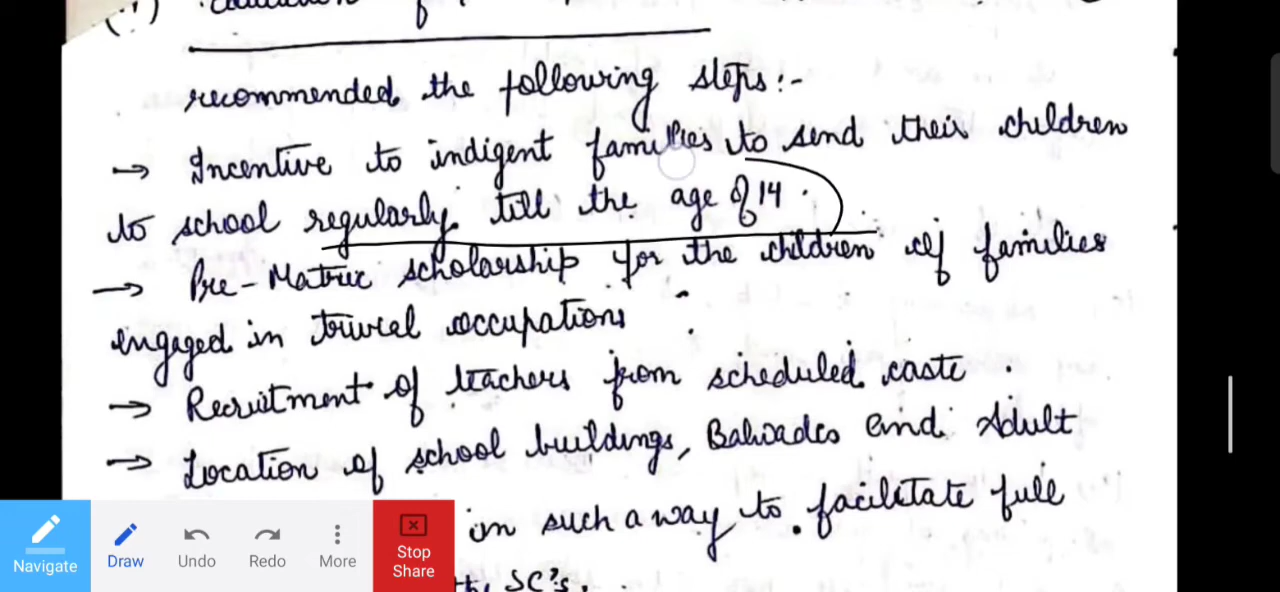 recommended the following steps:-
→ Incentive to indigent families to send their children
to school regularly till the age of 14.
→ Pre-Matric scholarship for the children of families
engaged in trivial occupations.
→ Recruitment of teachers from scheduled caste.
→ Location of school buildings, Balwades and Adult
in such a way to facilitate full
the SC's.
Navigate
Draw
Undo
Redo
More
Stop
Share